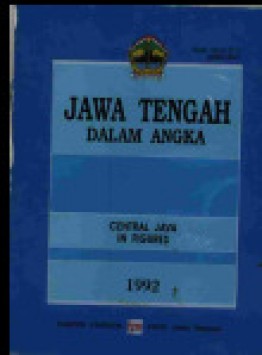 JAWA TENGAH
DALAM ANGKA
CENTRAL JAVA
IN FIGURES
1992